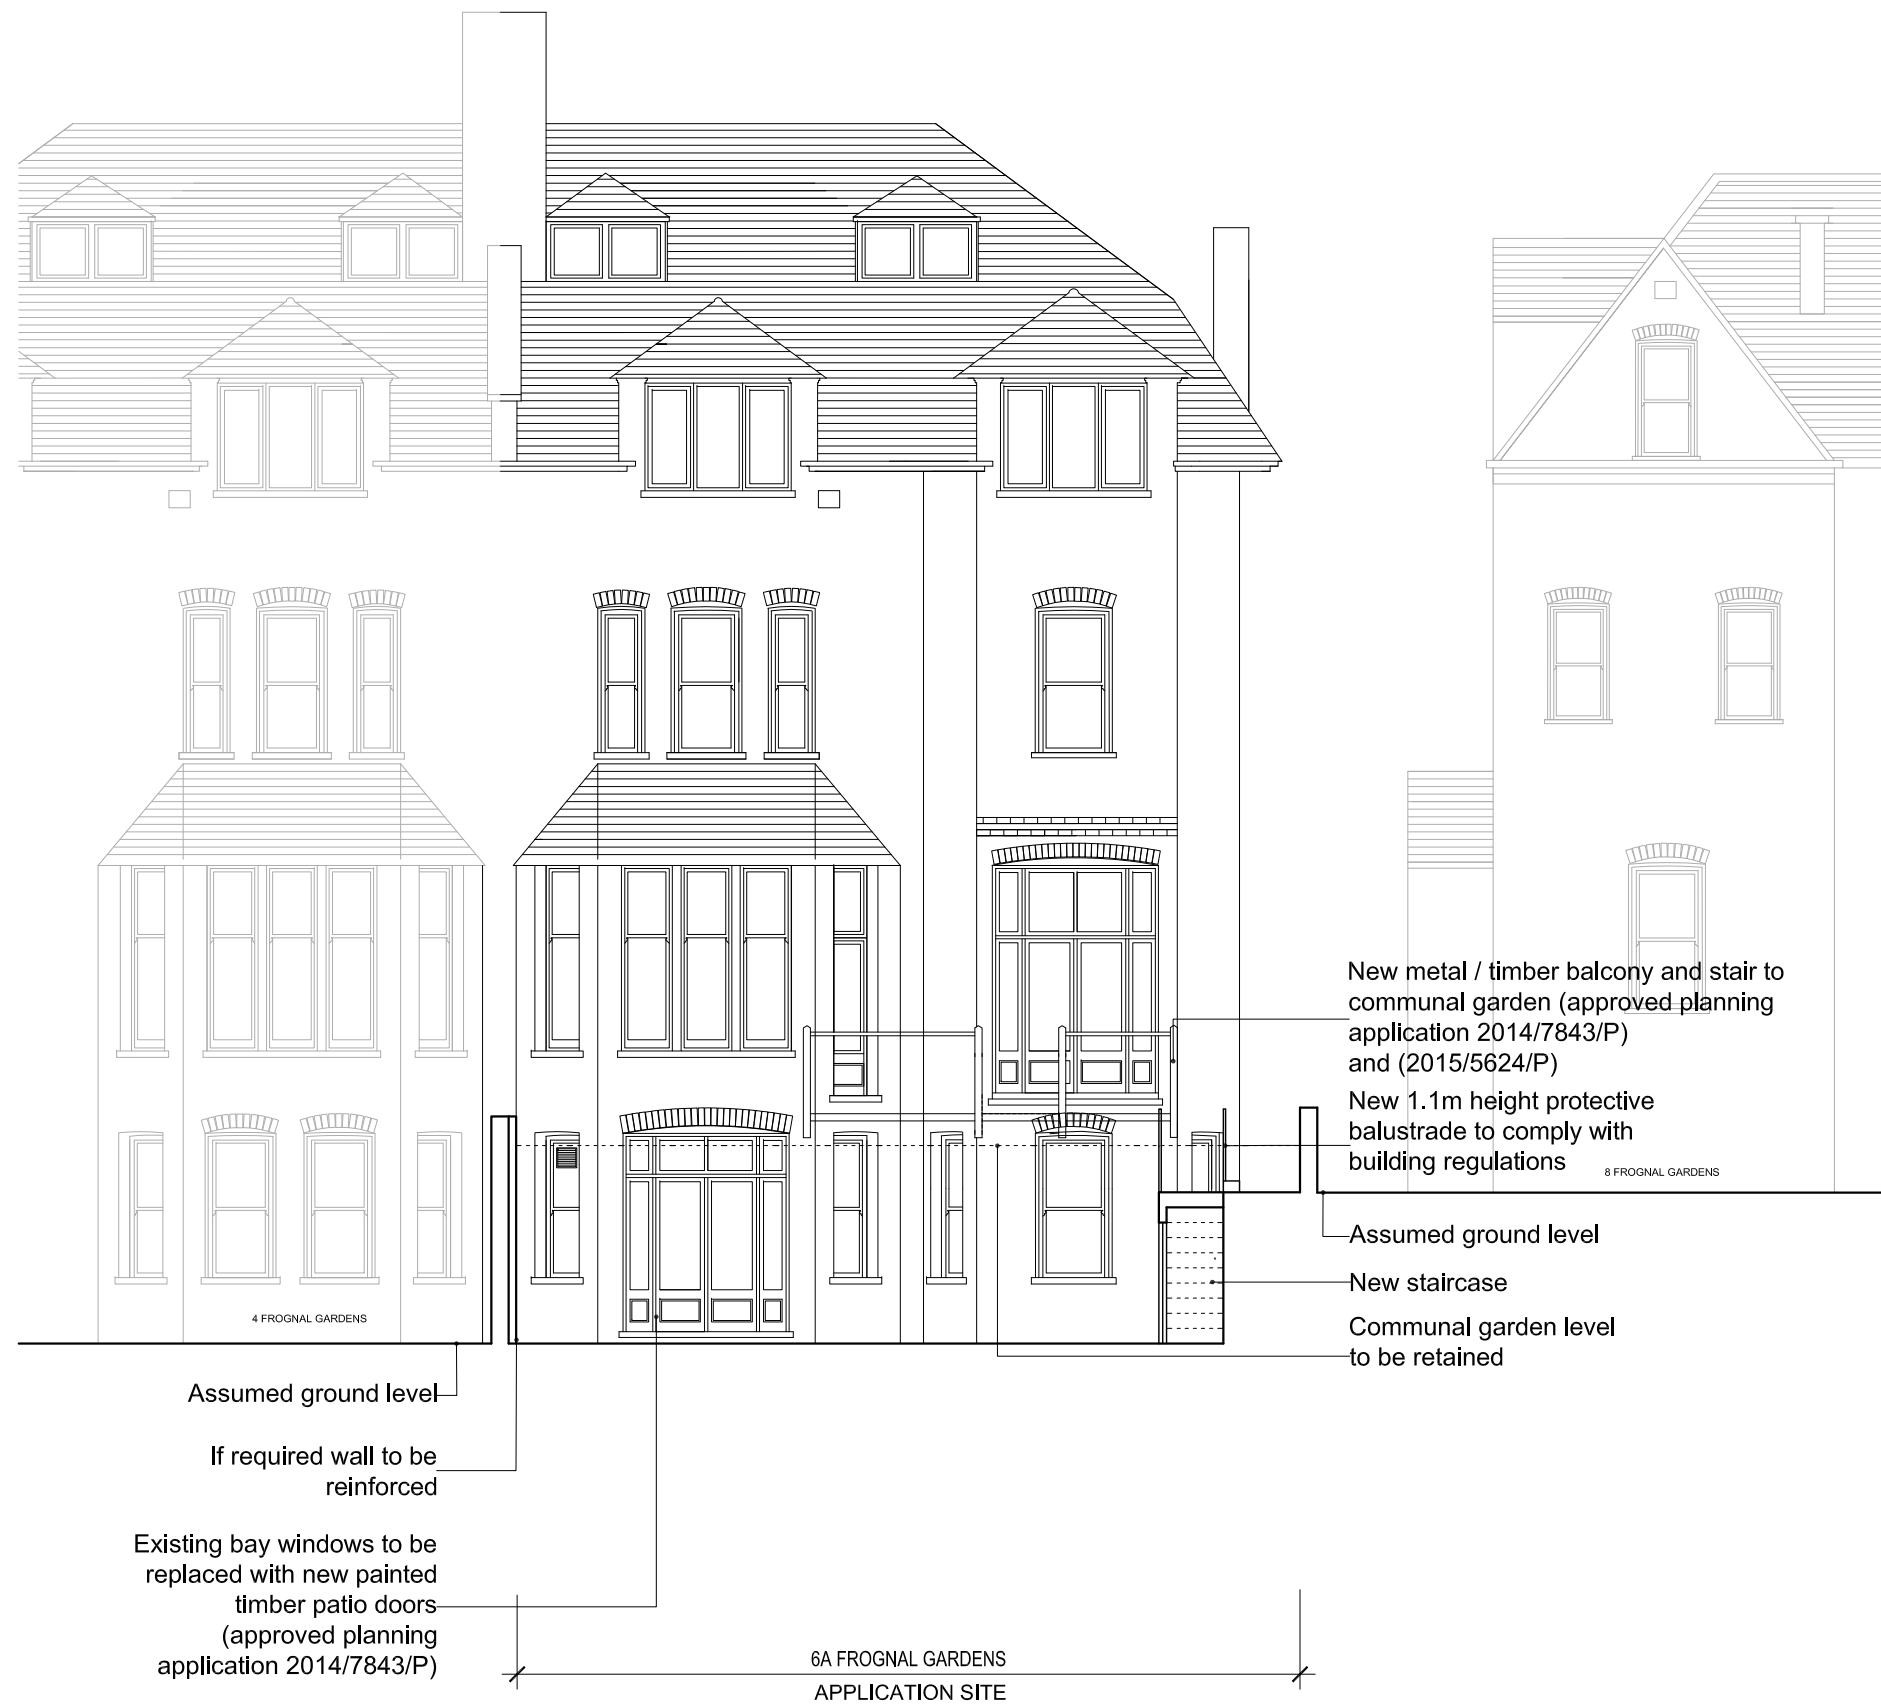 New metal / timber balcony and stair to
communal garden (approved planning
application 2014/7843/P)
and (2015/5624/P)
New 1.1m height protective
balustrade to comply with
building regulations
8 FROGNAL GARDENS
Assumed ground level
New staircase
Communal garden level
to be retained
4 FROGNAL GARDENS
Assumed ground level
If required wall to be
reinforced
Existing bay windows to be
replaced with new painted
timber patio doors
(approved planning
application 2014/7843/P)
6A FROGNAL GARDENS
APPLICATION SITE